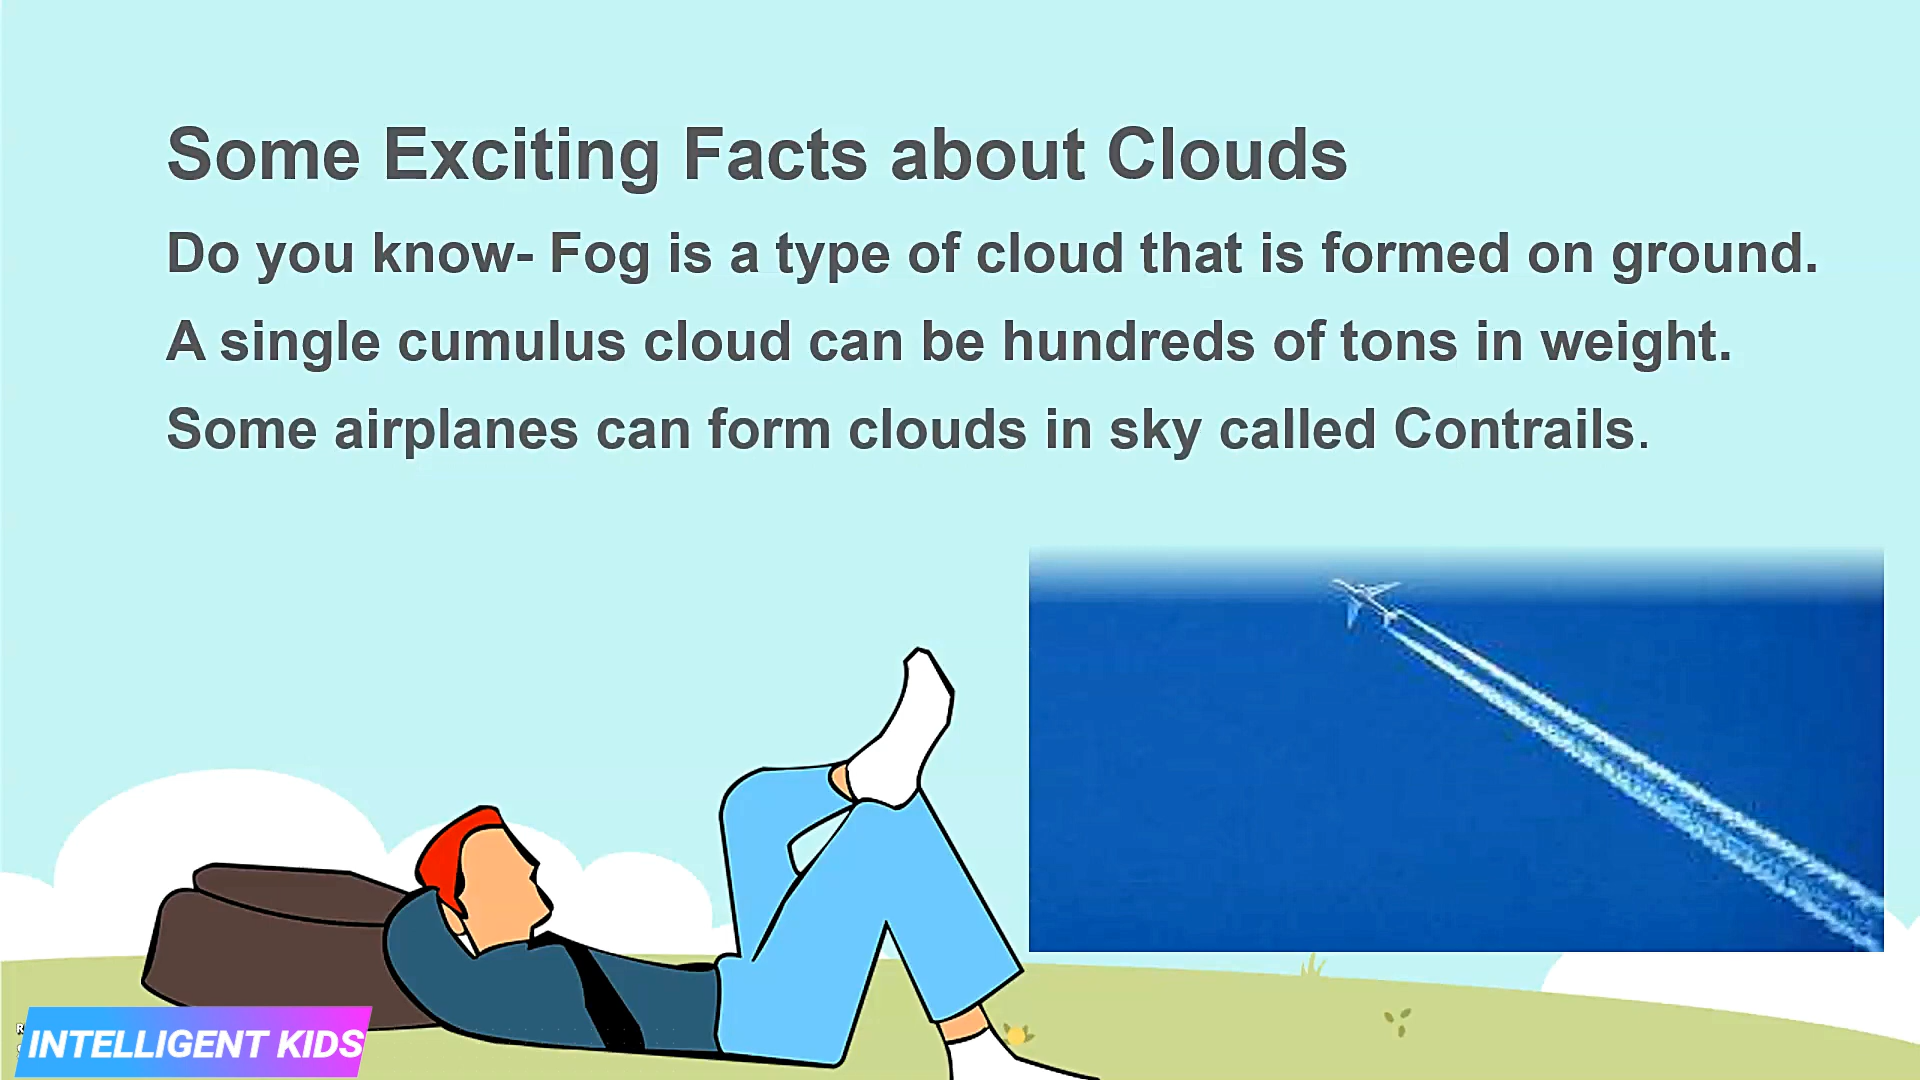 Some Exciting Facts about Clouds
Do you know- Fog is a type of cloud that is formed on ground.
A single cumulus cloud can be hundreds of tons in weight.
Some airplanes can form clouds in sky called Contrails.
INTELLIGENT KIDS